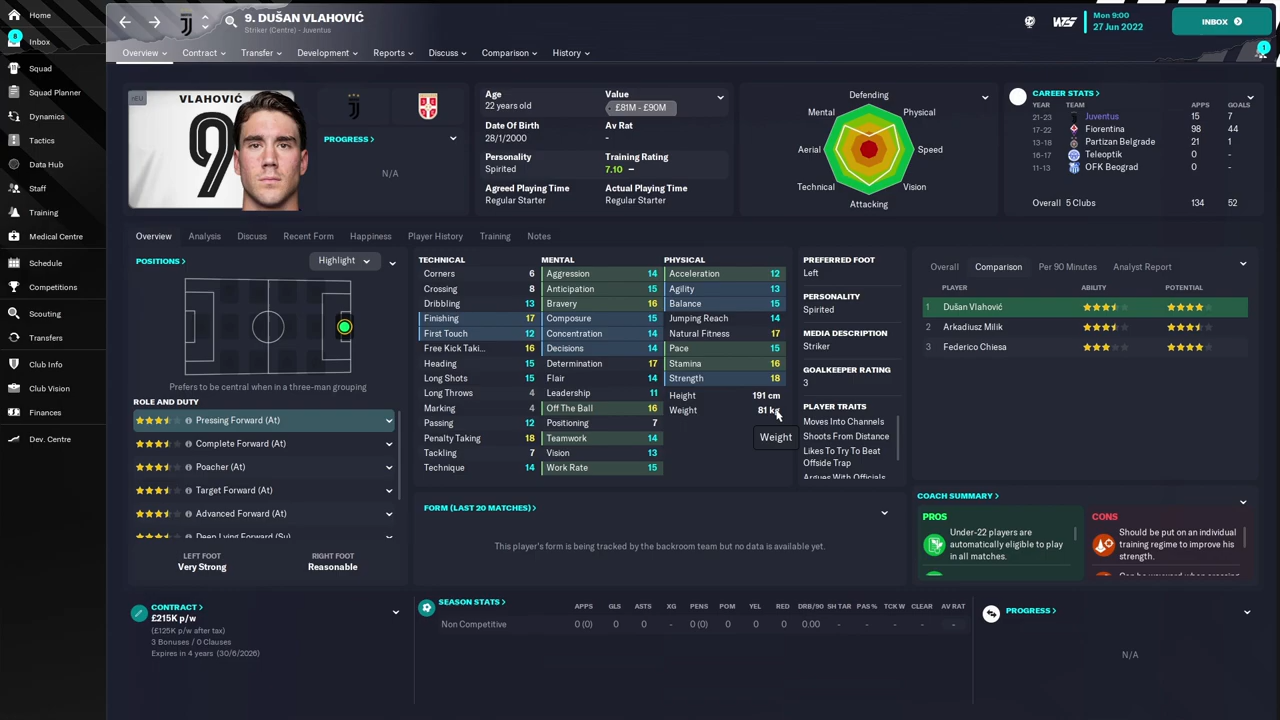 Home
Inbox
8
Squad
Squad Planner
Dynamics
Tactics
Data Hub
Staff
Training
Medical Centre
Schedule
Competitions
Scouting
Transfers
Club Info
Club Vision
Finances
Dev. Centre
9. DUŠAN VLAHOVIĆ
Striker (Centre) - Juventus
Mon 9:00
27 Jun 2022
INBOX
1
Overview Contract Transfer Development Reports Discuss Comparison History
NEM
VLAHOVIĆ
9
PROGRESS >
N/A
Age
22 years old
Value
£81M - £90M
Date Of Birth
28/1/2000
Av Rat
-
Personality
Spirited
Training Rating
7.10 –
Agreed Playing Time
Regular Starter
Actual Playing Time
Regular Starter
Defending
Mental Physical
Aerial Speed
Technical Vision
Attacking
CAREER STATS >
YEAR TEAM APPS GOALS
21-23 Juventus 15 7
17-22 Fiorentina 98 44
13-18 Partizan Belgrade 21 1
16-17 Teleoptik 0 -
11-13 OFK Beograd 0 -
Overall 5 Clubs 134 52
Overview Analysis Discuss Recent Form Happiness Player History Training Notes
POSITIONS >
Highlight
Prefers to be central when in a three-man grouping
ROLE AND DUTY
Pressing Forward (At)
Complete Forward (At)
Poacher (At)
Target Forward (At)
Advanced Forward (At)
Deep Lying Forward (Su)
LEFT FOOT
Very Strong
RIGHT FOOT
Reasonable
TECHNICAL
Corners 6
Crossing 8
Dribbling 13
Finishing 17
First Touch 12
Free Kick Taki... 16
Heading 15
Long Shots 15
Long Throws 4
Marking 4
Passing 12
Penalty Taking 18
Tackling 7
Technique 14
MENTAL
Aggression 14
Anticipation 15
Bravery 16
Composure 15
Concentration 14
Decisions 14
Determination 17
Flair 14
Leadership 11
Off The Ball 16
Positioning 7
Teamwork 14
Vision 13
Work Rate 15
PHYSICAL
Acceleration 12
Agility 13
Balance 15
Jumping Reach 14
Natural Fitness 17
Pace 15
Stamina 16
Strength 18
Height 191 cm
Weight 81 kg
Weight
PREFERRED FOOT
Left
PERSONALITY
Spirited
MEDIA DESCRIPTION
Striker
GOALKEEPER RATING
3
PLAYER TRAITS
Moves Into Channels
Shoots From Distance
Likes To Try To Beat
Offside Trap
Argues With Officials
Overall Comparison Per 90 Minutes Analyst Report
PLAYER ABILITY POTENTIAL
1 Dušan Vlahović
2 Arkadiusz Milik
3 Federico Chiesa
FORM (LAST 20 MATCHES) >
This player's form is being tracked by the backroom team but no data is available yet.
COACH SUMMARY >
PROS
Under-22 players are
automatically eligible to play
in all matches.
CONS
Should be put on an individual
training regime to improve his
strength.
Can be wayward when crossing
CONTRACT >
£215K p/w
(£125K p/w after tax)
3 Bonuses / 0 Clauses
Expires in 4 years (30/6/2026)
SEASON STATS >
APPS GLS ASTS XG PENS POM YEL RED DRB/90 SH TAR PAS % TCK W CLEAR AV RAT
Non Competitive 0 (0) 0 0 - 0 (0) 0 0 0 0.00 - - - - -
PROGRESS >
N/A